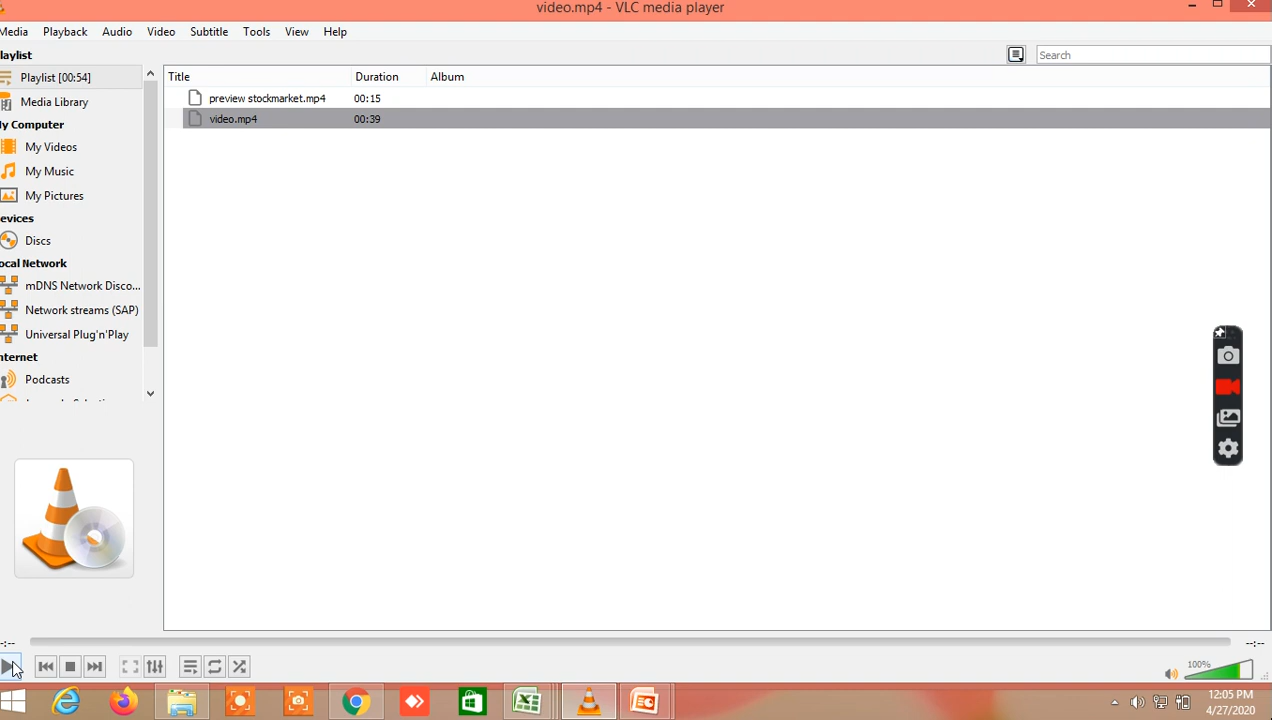 video.mp4 - VLC media player
Media Playback Audio Video Subtitle Tools View Help
laylist
Search
Playlist [00:54]
Title Duration Album
preview stockmarket.mp4 00:15
video.mp4 00:39
Media Library
y Computer
My Videos
My Music
My Pictures
evices
Discs
ocal Network
mDNS Network Disco...
Network streams (SAP)
Universal Plug'n'Play
nternet
Podcasts
-:--
--:--
100%
12:05 PM
4/27/2020